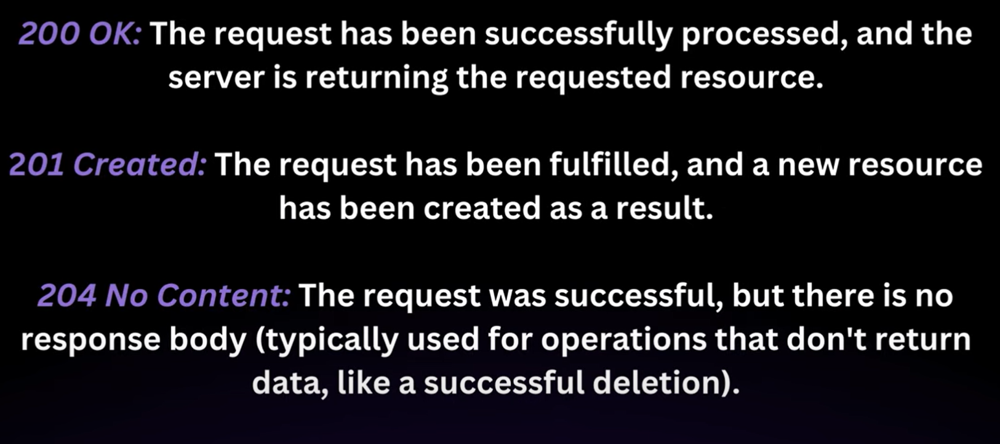 200 OK: The request has been successfully processed, and the
server is returning the requested resource.
201 Created: The request has been fulfilled, and a new resource
has been created as a result.
204 No Content: The request was successful, but there is no
response body (typically used for operations that don't return
data, like a successful deletion).